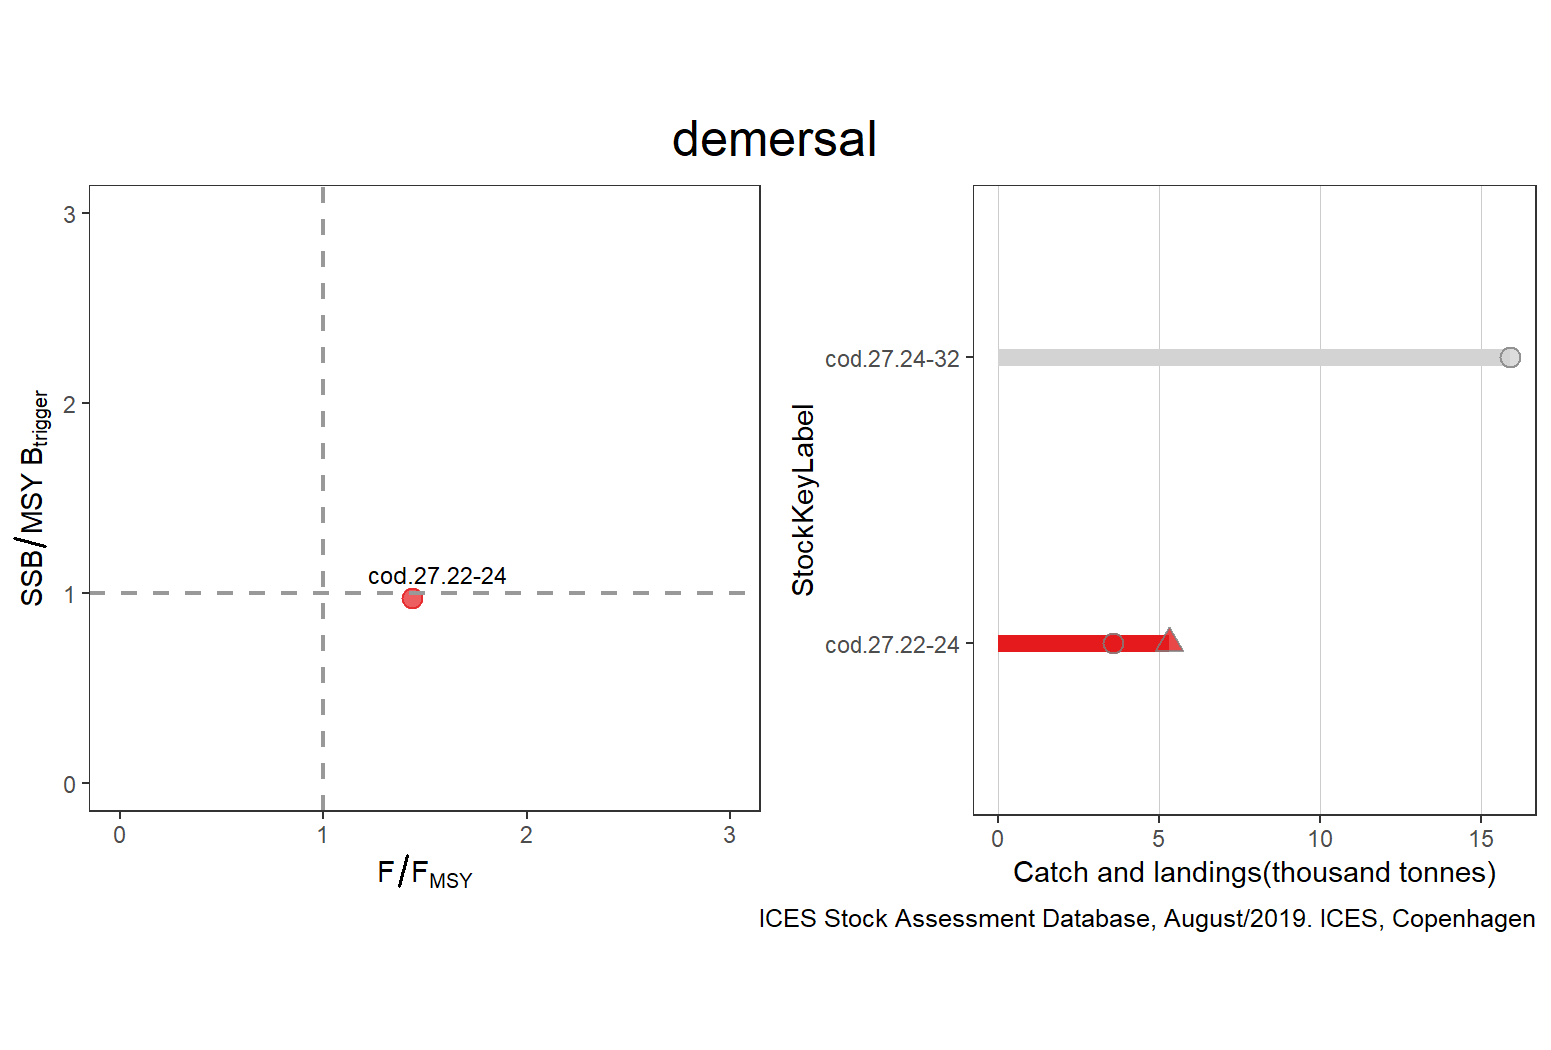 demersal
3
2
1
0
SSB/MSY Btrigger
cod.27.22-24
0 1 2 3
F/FMSY
StockKeyLabel
cod.27.24-32
cod.27.22-24
0 5 10 15
Catch and landings(thousand tonnes)
ICES Stock Assessment Database, August/2019. ICES, Copenhagen